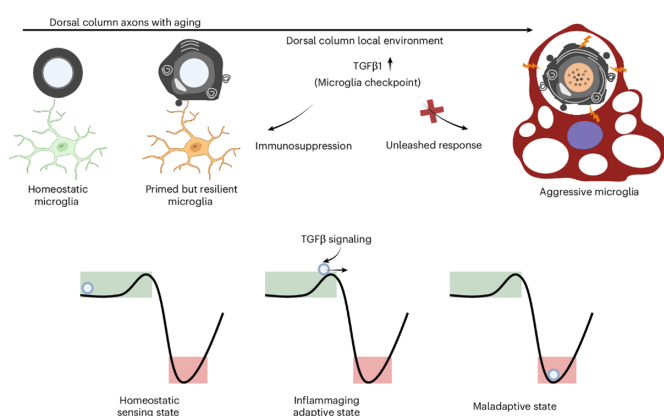 Dorsal column axons with aging
Dorsal column local environment
TGFβ1
(Microglia checkpoint)
Immunosuppression
Unleashed response
Homeostatic
microglia
Primed but resilient
microglia
Aggressive microglia
TGFβ signaling
Homeostatic
sensing state
Inflammaging
adaptive state
Maladaptive state